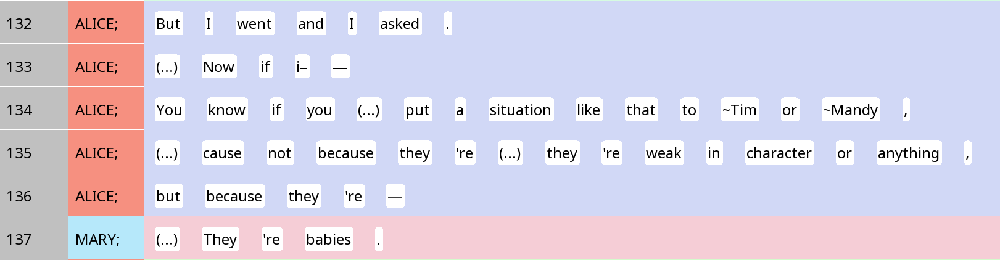 132 ALICE; But I went and I asked .
133 ALICE; (...) Now if i– —
134 ALICE; You know if you (...) put a situation like that to ~Tim or ~Mandy ,
135 ALICE; (...) cause not because they 're (...) they 're weak in character or anything ,
136 ALICE; but because they 're —
137 MARY; (...) They 're babies .